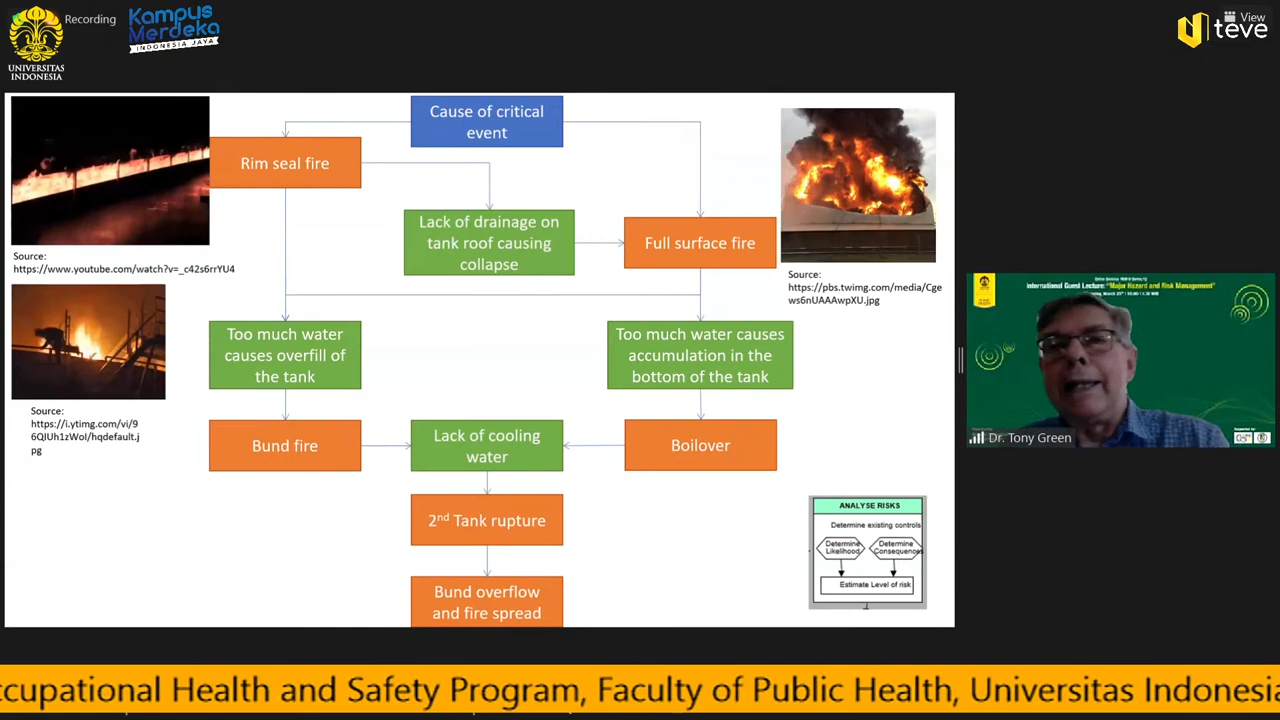 Recording
Kampus
Merdeka
INDONESIA JAYA
UNIVERSITAS
INDONESIA
View
teve
Cause of critical
event
Rim seal fire
Lack of drainage on
tank roof causing
collapse
Full surface fire
Source:
https://www.youtube.com/watch?v=_c42s6rrYU4
Source:
https://pbs.twimg.com/media/Cge
ws6nUAAAwpXU.jpg
Too much water
causes overfill of
the tank
Too much water causes
accumulation in the
bottom of the tank
Source:
https://i.ytimg.com/vi/9
6QIUh1zWoI/hqdefault.j
pg
Bund fire
Lack of cooling
water
Boilover
2nd Tank rupture
Bund overflow
and fire spread
ANALYSE RISKS
Determine existing controls
Determine
Likelihood
Determine
Consequences
Estimate Level of risk
International Guest Lecture: "Major Hazard and Risk Management"
Dr. Tony Green
ccupational Health and Safety Program, Faculty of Public Health, Universitas Indonesia